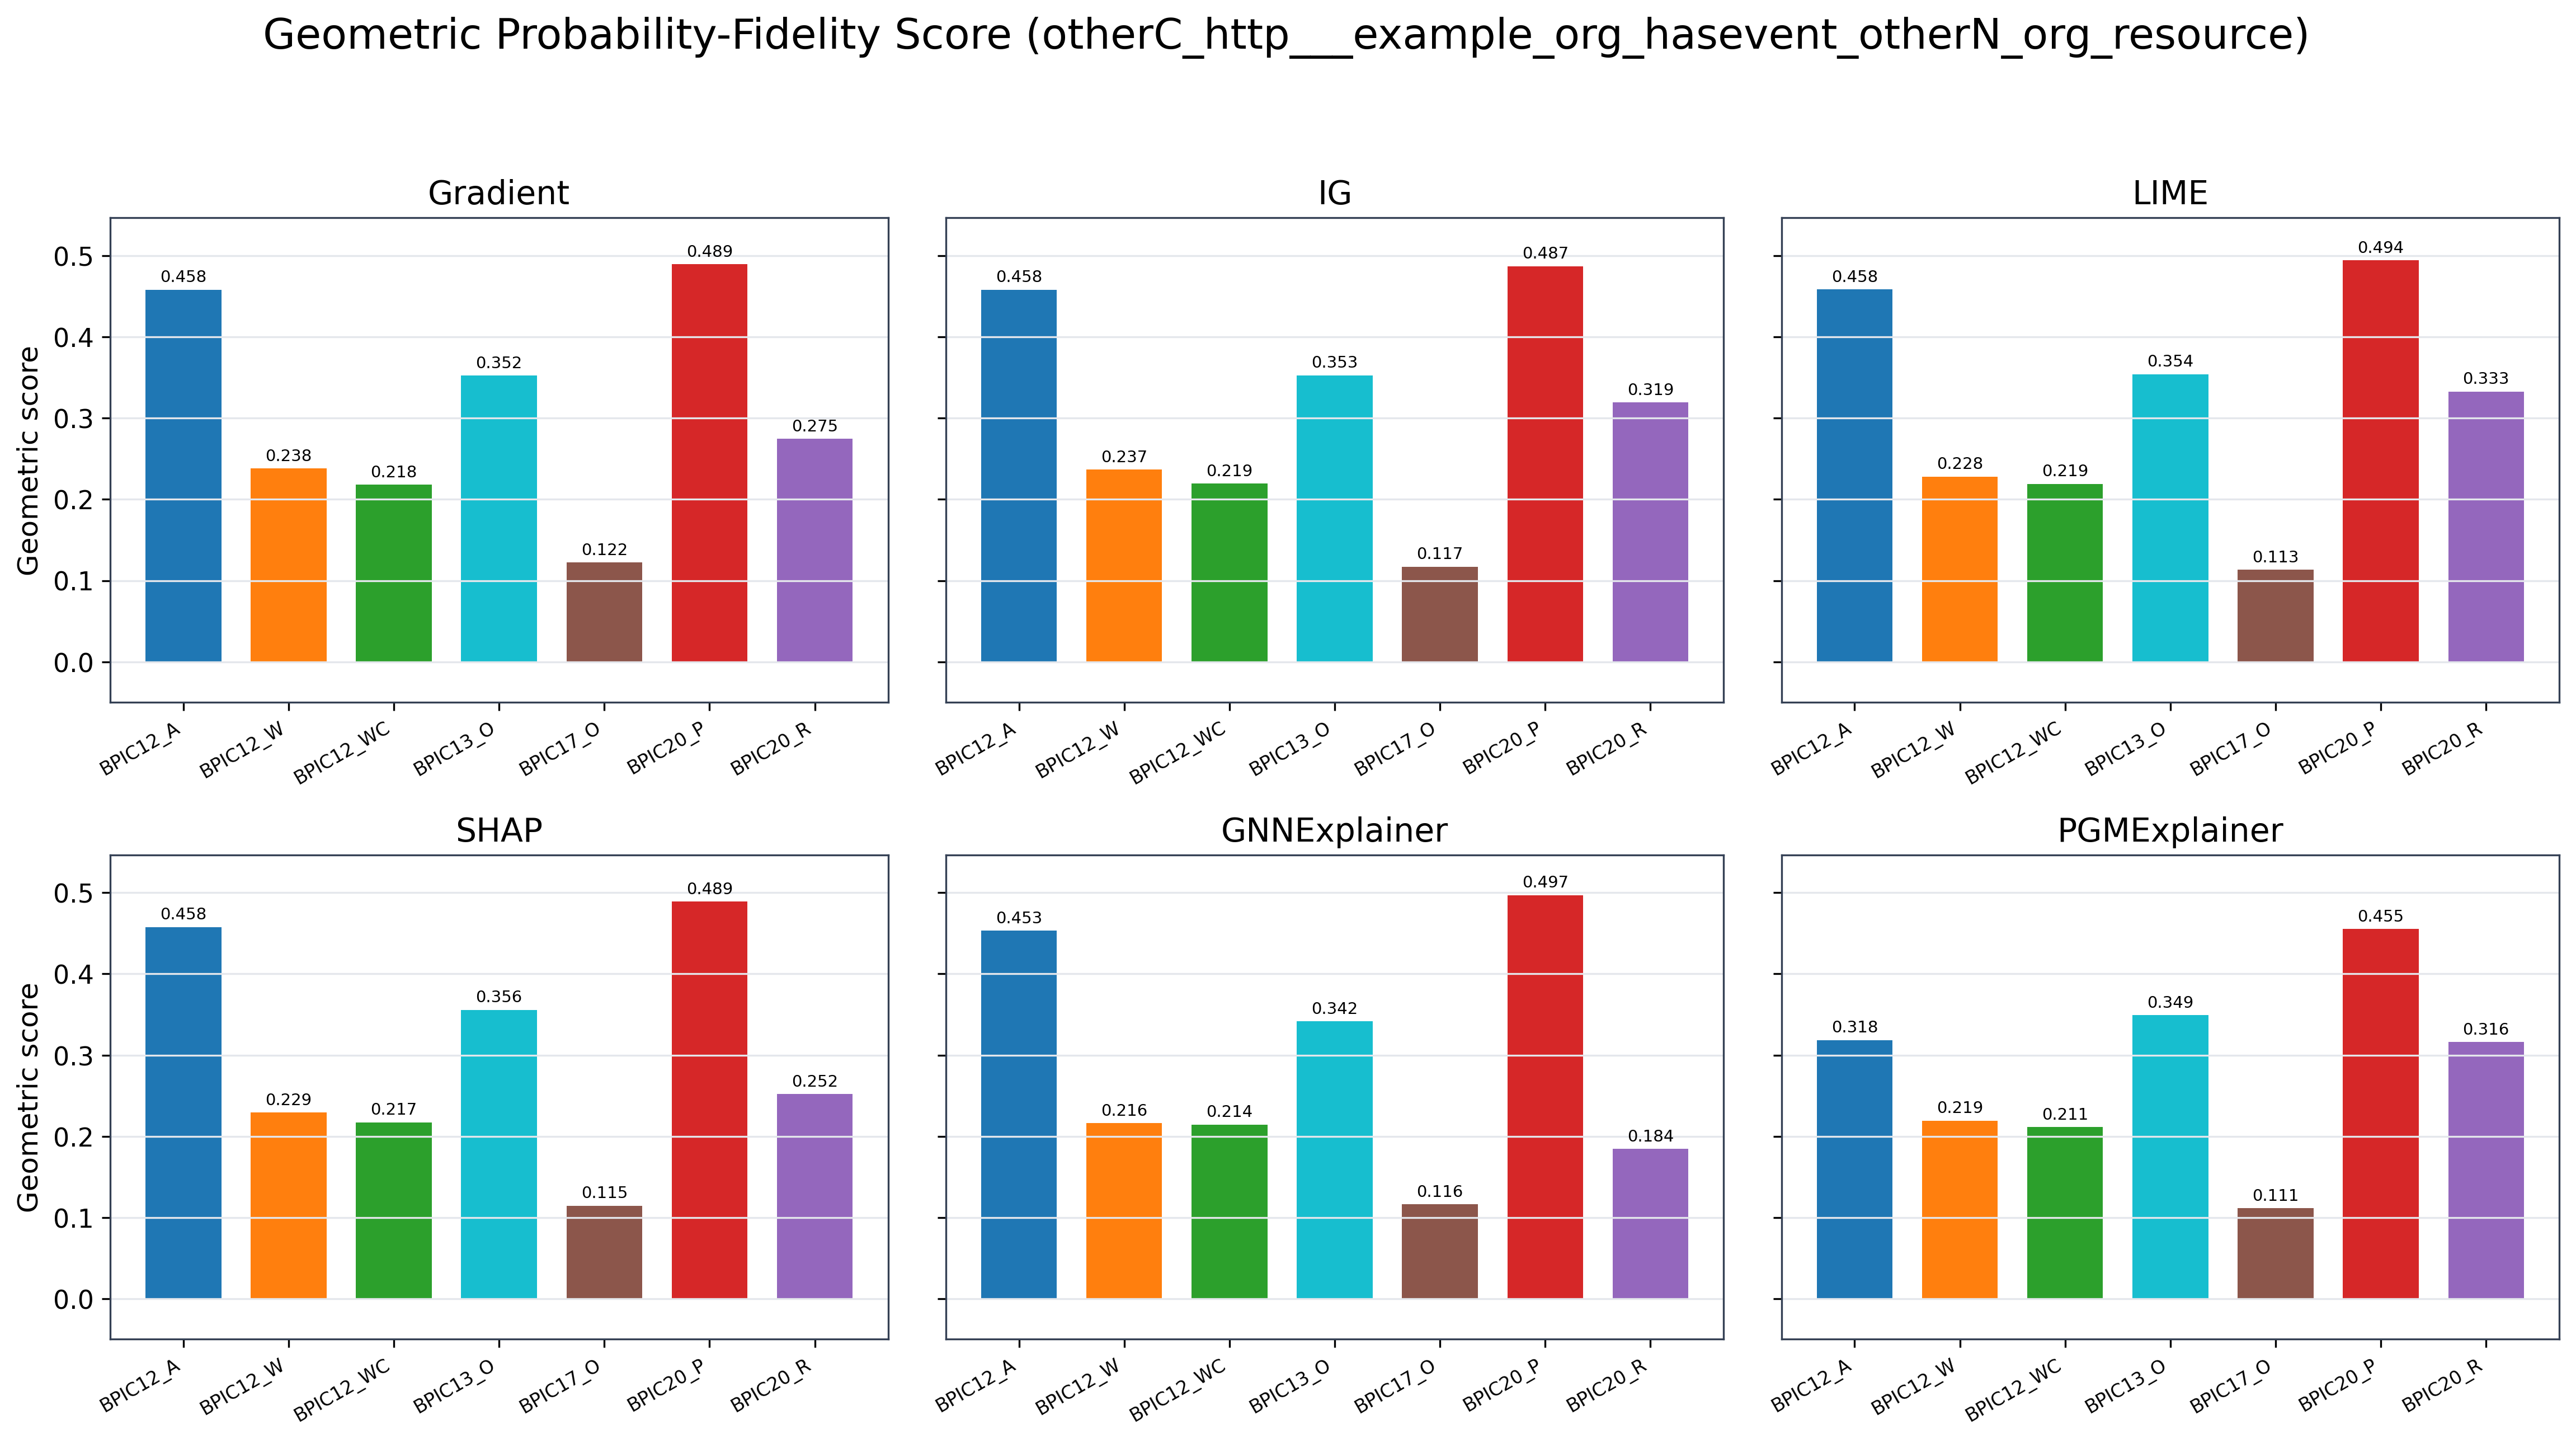 Geometric Probability-Fidelity Score (otherC_http___example_org_hasevent_otherN_org_resource)
Gradient
Geometric score
0.5
0.4
0.3
0.2
0.1
0.0
0.458
0.238
0.218
0.352
0.122
0.489
0.275
BPIC12_A
BPIC12_W
BPIC12_WC
BPIC13_O
BPIC17_O
BPIC20_P
BPIC20_R
IG
0.458
0.237
0.219
0.353
0.117
0.487
0.319
BPIC12_A
BPIC12_W
BPIC12_WC
BPIC13_O
BPIC17_O
BPIC20_P
BPIC20_R
LIME
0.458
0.228
0.219
0.354
0.113
0.494
0.333
BPIC12_A
BPIC12_W
BPIC12_WC
BPIC13_O
BPIC17_O
BPIC20_P
BPIC20_R
SHAP
Geometric score
0.5
0.4
0.3
0.2
0.1
0.0
0.458
0.229
0.217
0.356
0.115
0.489
0.252
BPIC12_A
BPIC12_W
BPIC12_WC
BPIC13_O
BPIC17_O
BPIC20_P
BPIC20_R
GNNExplainer
0.453
0.216
0.214
0.342
0.116
0.497
0.184
BPIC12_A
BPIC12_W
BPIC12_WC
BPIC13_O
BPIC17_O
BPIC20_P
BPIC20_R
PGMExplainer
0.318
0.219
0.211
0.349
0.111
0.455
0.316
BPIC12_A
BPIC12_W
BPIC12_WC
BPIC13_O
BPIC17_O
BPIC20_P
BPIC20_R